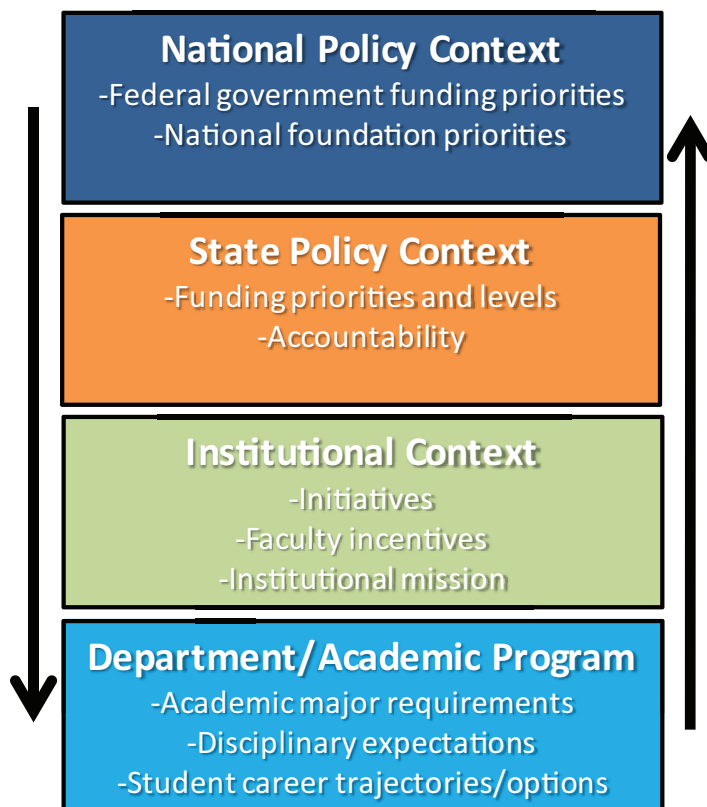 National Policy Context
-Federal government funding priorities
-National foundation priorities
State Policy Context
-Funding priorities and levels
-Accountability
Institutional Context
-Initiatives
-Faculty incentives
-Institutional mission
Department/Academic Program
-Academic major requirements
-Disciplinary expectations
-Student career trajectories/options